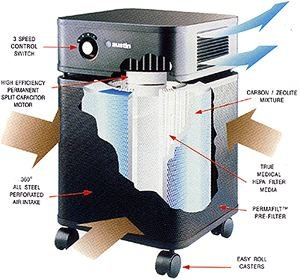 3 SPEED
CONTROL
SWITCH
austin
HIGH EFFICIENCY
PERMANENT
SPLIT CAPACITOR
MOTOR
CARBON / ZEOLITE
MIXTURE
TRUE
MEDICAL
HEPA FILTER
MEDIA
360°
ALL STEEL
PERFORATED
AIR INTAKE
PERMAFILT™
PRE-FILTER
EASY ROLL
CASTERS